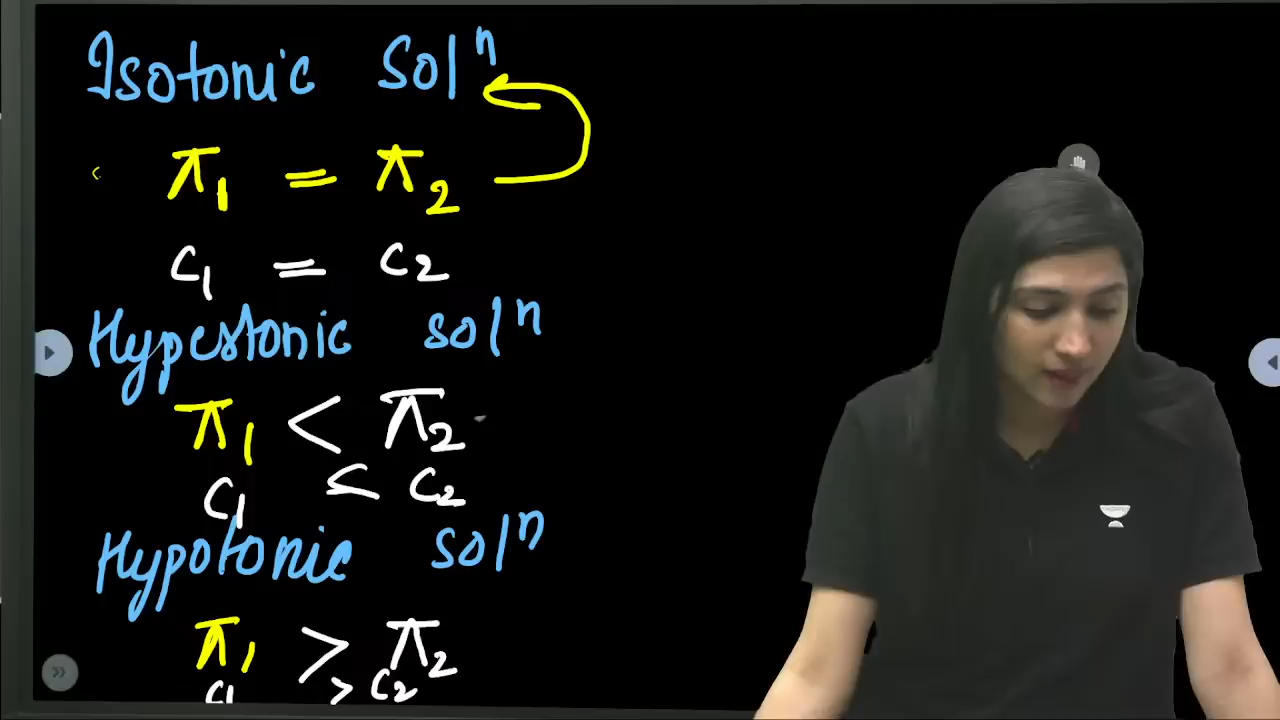 Isotonic Solⁿ
π₁ = π₂
C₁ = C₂
Hypertonic solⁿ
π₁ < π₂
C₁ < C₂
Hypotonic solⁿ
π₁ > π₂
C₁ > C₂